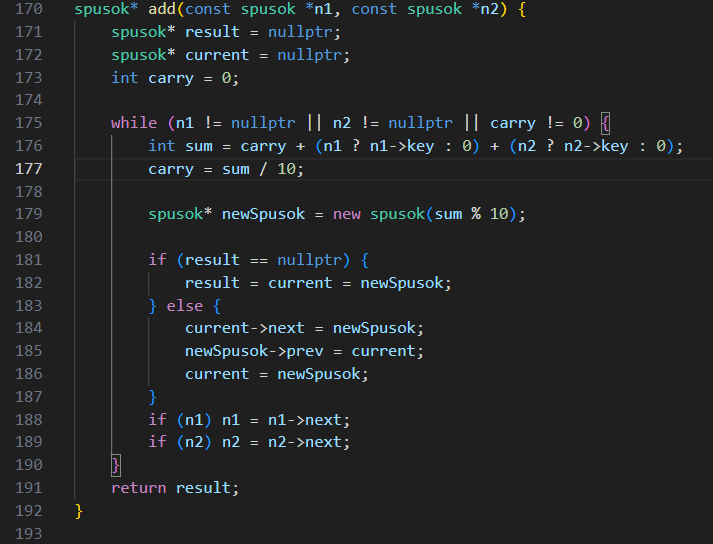 170 spusok* add(const spusok *n1, const spusok *n2) {
171     spusok* result = nullptr;
172     spusok* current = nullptr;
173     int carry = 0;
174
175     while (n1 != nullptr || n2 != nullptr || carry != 0) {
176         int sum = carry + (n1 ? n1->key : 0) + (n2 ? n2->key : 0);
177         carry = sum / 10;
178
179         spusok* newSpusok = new spusok(sum % 10);
180
181         if (result == nullptr) {
182             result = current = newSpusok;
183         } else {
184             current->next = newSpusok;
185             newSpusok->prev = current;
186             current = newSpusok;
187         }
188         if (n1) n1 = n1->next;
189         if (n2) n2 = n2->next;
190     }
191     return result;
192 }
193